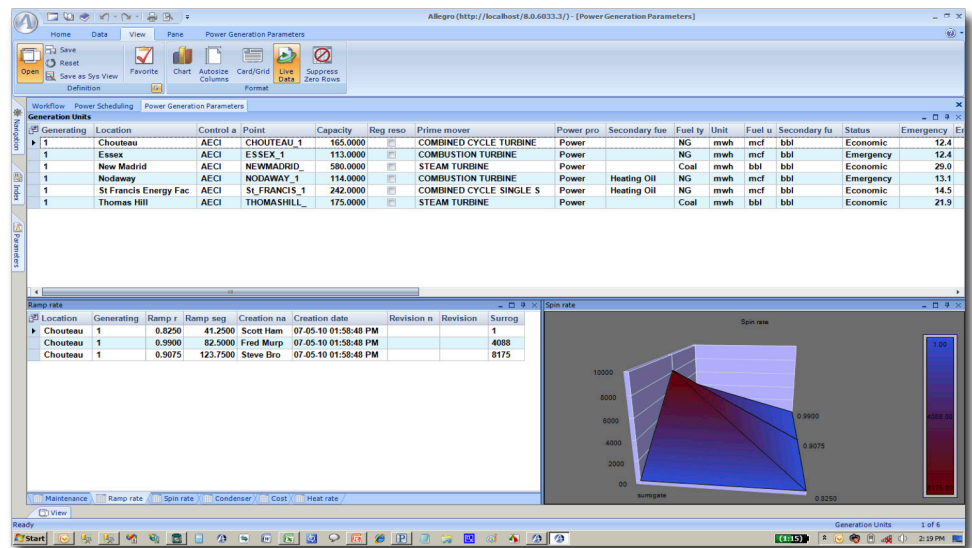 Allegro (http://localhost/8.0.6033.3/) - [Power Generation Parameters]
Home Data View Pane Power Generation Parameters
Open Save Reset Save as Sys View Favorite Chart Autosize Columns Card/Grid Live Data Suppress Zero Rows
Definition Format
Navigation
Index
Parameters
Workflow Power Scheduling Power Generation Parameters
Generation Units
Generating Location Control a Point Capacity Reg reso Prime mover Power pro Secondary fue Fuel ty Unit Fuel u Secondary fu Status Emergency Er
1 Chouteau AECI CHOUTEAU_1 165.0000 COMBINED CYCLE TURBINE Power NG mwh mcf bbl Economic 12.4
1 Essex AECI ESSEX_1 113.0000 COMBUSTION TURBINE Power NG mwh mcf bbl Emergency 12.4
1 New Madrid AECI NEWMADRID_ 580.0000 STEAM TURBINE Power Coal mwh bbl bbl Economic 29.0
1 Nodaway AECI NODAWAY_1 114.0000 COMBUSTION TURBINE Power Heating Oil NG mwh mcf bbl Emergency 13.1
1 St Francis Energy Fac AECI St_FRANCIS_1 242.0000 COMBINED CYCLE SINGLE S Power Heating Oil NG mwh mcf bbl Economic 14.5
1 Thomas Hill AECI THOMASHILL_ 175.0000 STEAM TURBINE Power Coal mwh bbl bbl Economic 21.9
Ramp rate
Location Generating Ramp r Ramp seg Creation na Creation date Revision n Revision Surrog
Chouteau 1 0.8250 41.2500 Scott Ham 07-05-10 01:58:48 PM 1
Chouteau 1 0.9900 82.5000 Fred Murp 07-05-10 01:58:48 PM 4088
Chouteau 1 0.9075 123.7500 Steve Bro 07-05-10 01:58:48 PM 8175
Maintenance Ramp rate Spin rate Condenser Cost Heat rate
Spin rate
Spin rate
10000
8000
6000
4000
2000
00
surrogate
0.9900
0.9075
0.8250
1.00
View
Ready Generation Units 1 of 6
Start (1:15) 2:19 PM